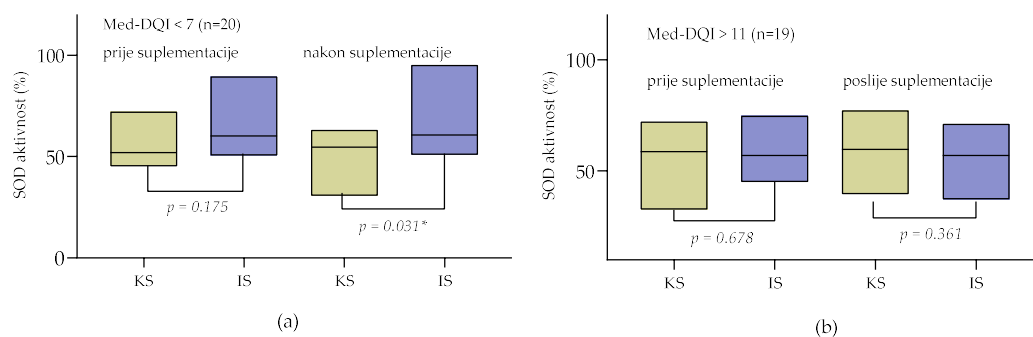 Med-DQI < 7 (n=20)
prije suplementacije
nakon suplementacije
SOD aktivnost (%)
100
50
0
p = 0.175
p = 0.031*
KS
IS
KS
IS
(a)
Med-DQI > 11 (n=19)
prije suplementacije
poslije suplementacije
SOD aktivnost (%)
100
50
p = 0.678
p = 0.361
KS
IS
KS
IS
(b)